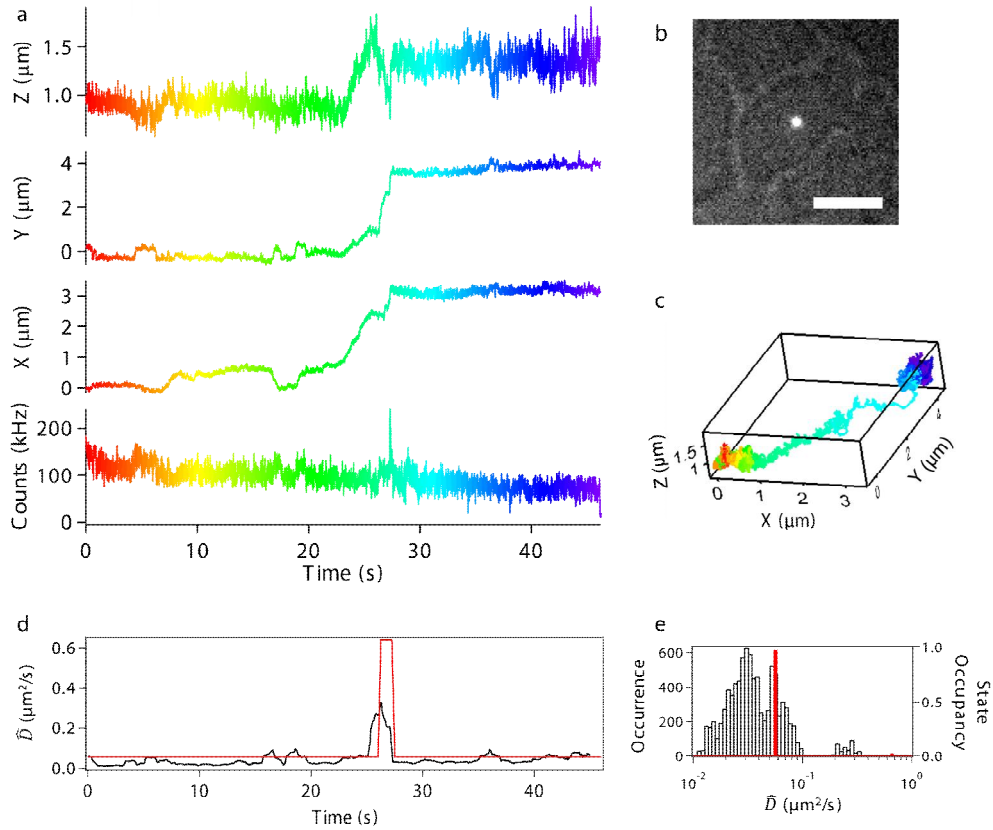 a
Z (μm)
1.5
1.0
Y (μm)
4
2
0
X (μm)
3
2
1
0
Counts (kHz)
200
100
0
0
10
20
30
40
Time (s)
b
c
Z (μm)
1.5
1
0
1
2
3
X (μm)
0
2
4
Y (μm)
d
D̂ (μm²/s)
0.6
0.4
0.2
0.0
0
10
20
30
40
Time (s)
e
Occurrence
600
400
200
0
1.0
0.5
0.0
State
Occupancy
10⁻²
10⁻¹
10⁰
D̂ (μm²/s)